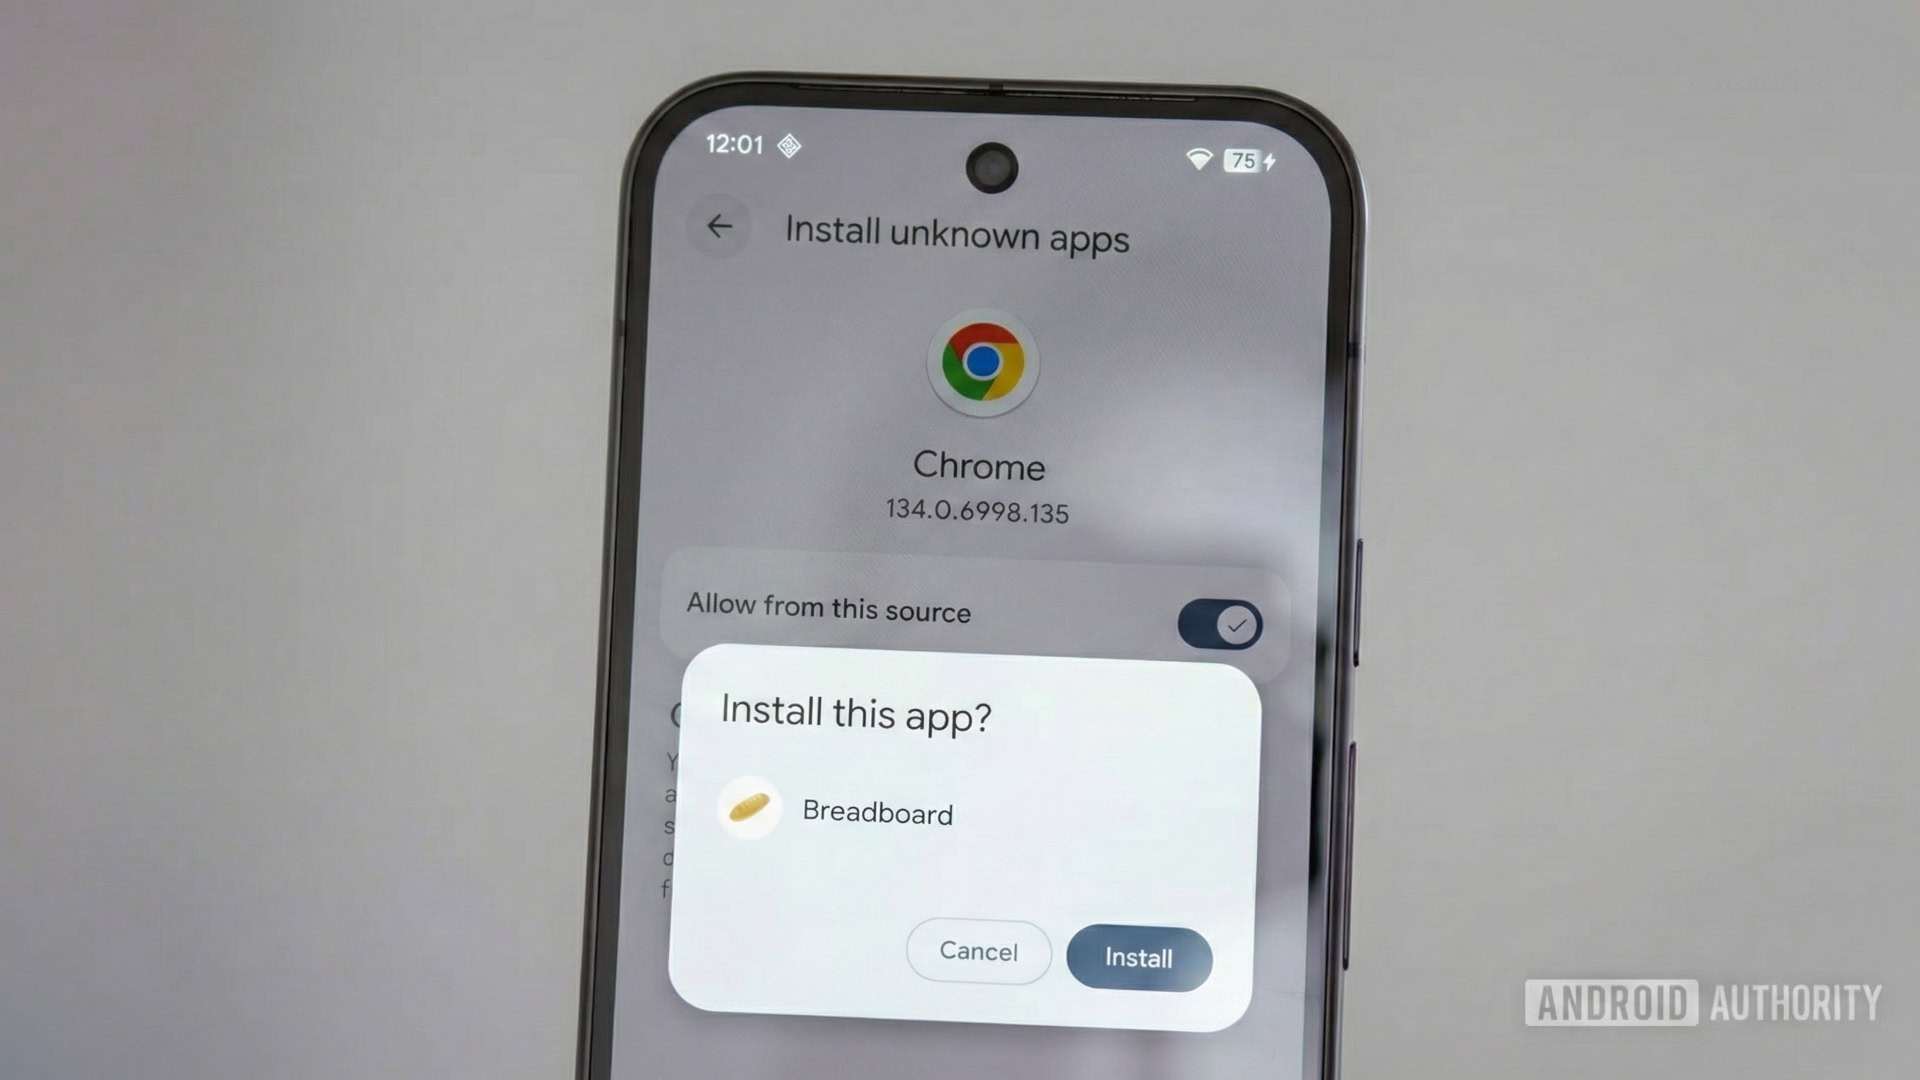 12:01
75
Install unknown apps
Chrome
134.0.6998.135
Allow from this source
Install this app?
Breadboard
Cancel
Install
ANDROID AUTHORITY